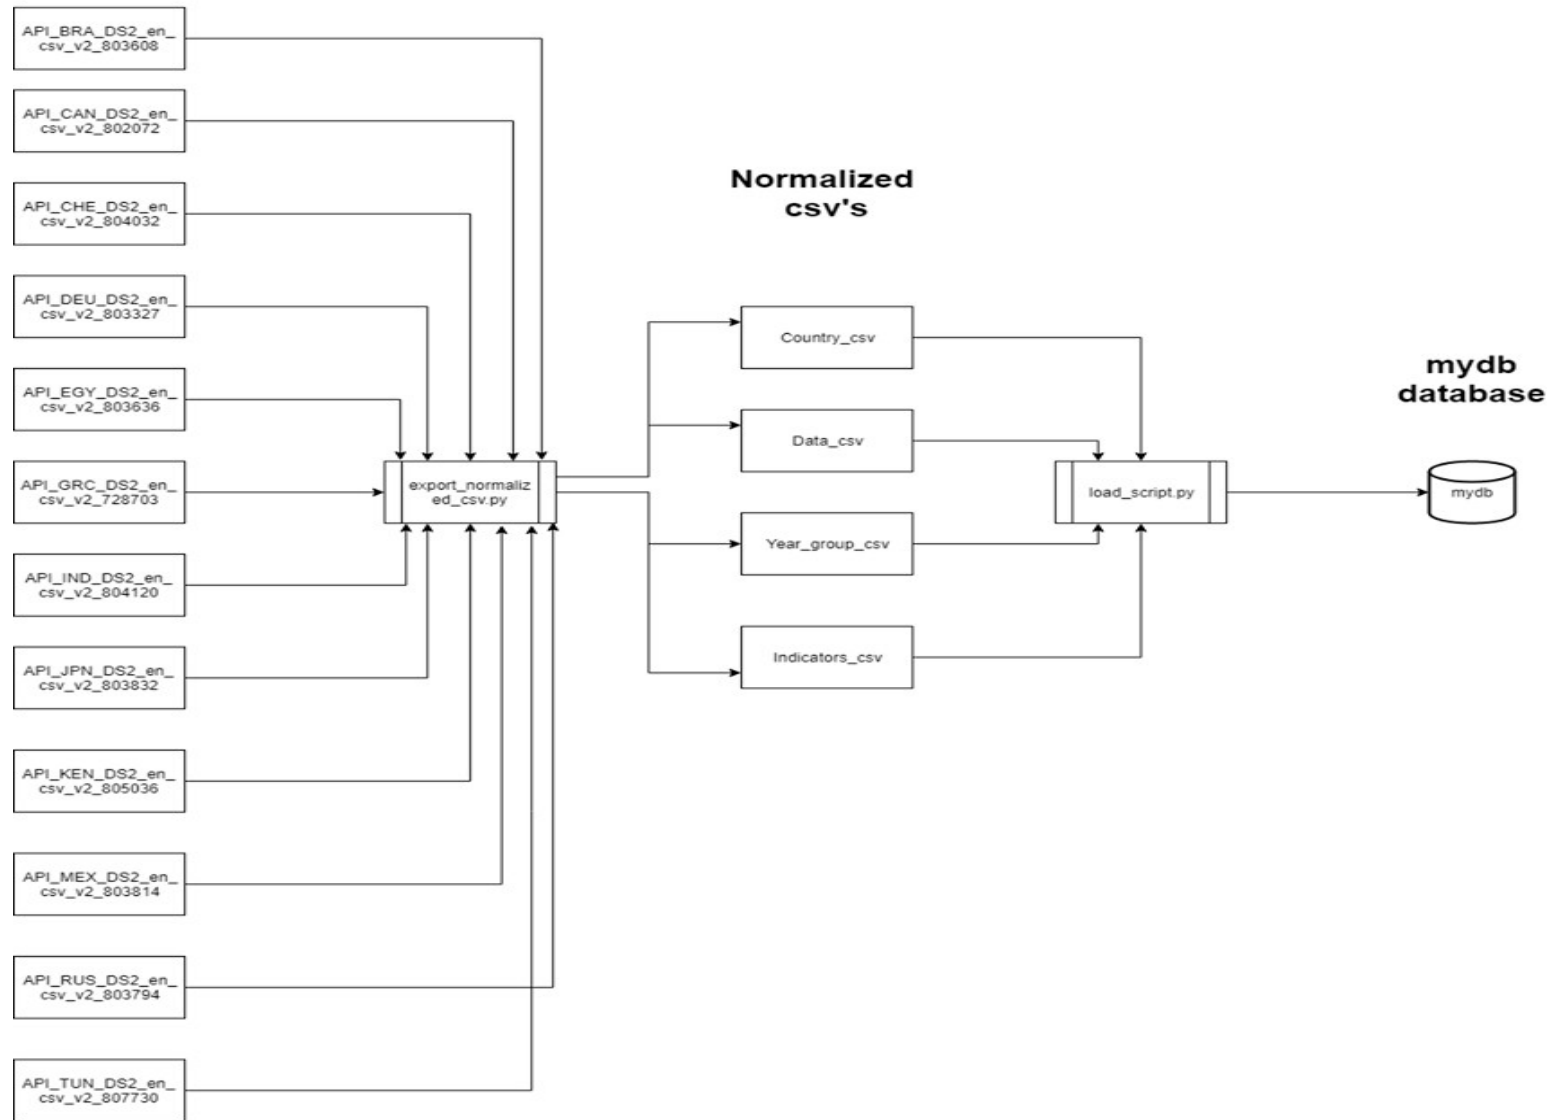 API_BRA_DS2_en_
csv_v2_803608
API_CAN_DS2_en_
csv_v2_802072
API_CHE_DS2_en_
csv_v2_804032
API_DEU_DS2_en_
csv_v2_803327
API_EGY_DS2_en_
csv_v2_803636
API_GRC_DS2_en_
csv_v2_728703
API_IND_DS2_en_
csv_v2_804120
API_JPN_DS2_en_
csv_v2_803832
API_KEN_DS2_en_
csv_v2_805036
API_MEX_DS2_en_
csv_v2_803814
API_RUS_DS2_en_
csv_v2_803794
API_TUN_DS2_en_
csv_v2_807730
export_normaliz
ed_csv.py
Normalized
csv's
Country_csv
Data_csv
Year_group_csv
Indicators_csv
load_script.py
mydb
database
mydb